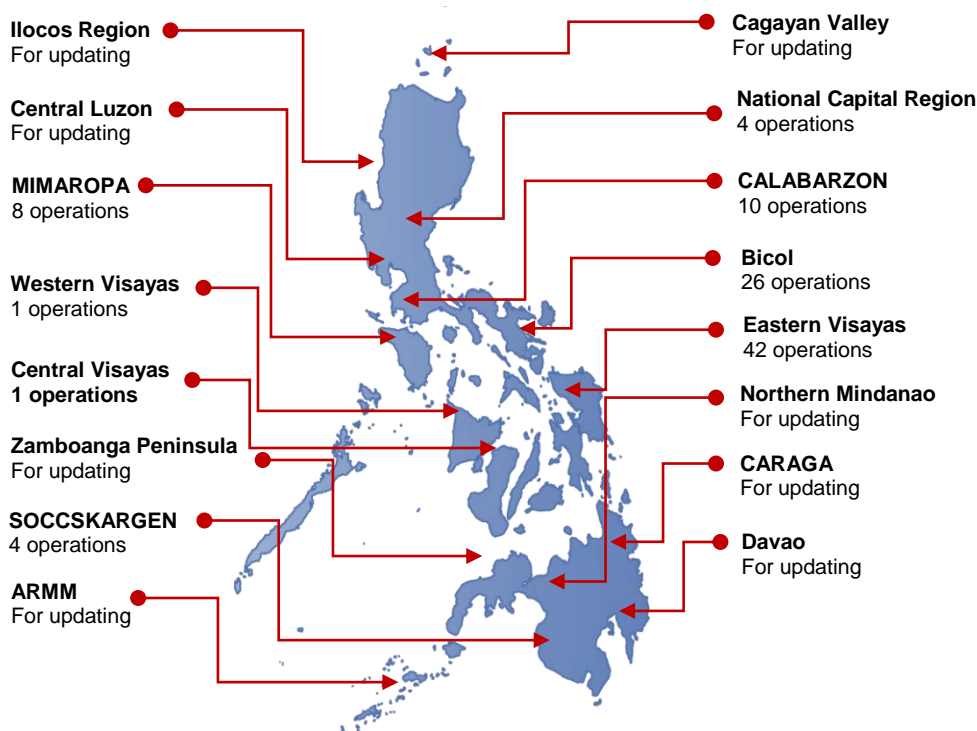 Ilocos Region
For updating
Central Luzon
For updating
MIMAROPA
8 operations
Western Visayas
1 operations
Central Visayas
1 operations
Zamboanga Peninsula
For updating
SOCCSKARGEN
4 operations
ARMM
For updating
Cagayan Valley
For updating
National Capital Region
4 operations
CALABARZON
10 operations
Bicol
26 operations
Eastern Visayas
42 operations
Northern Mindanao
For updating
CARAGA
For updating
Davao
For updating